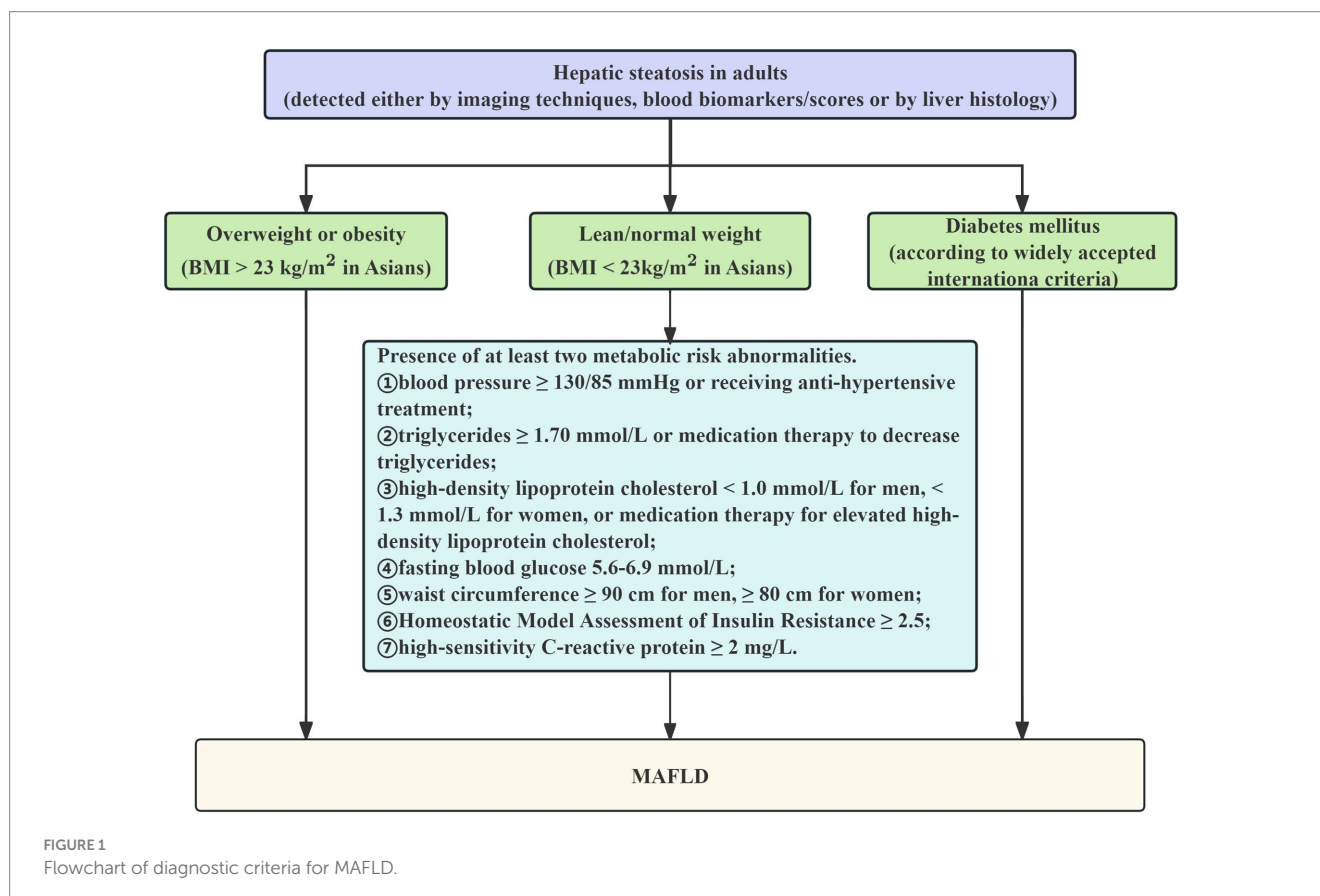 Hepatic steatosis in adults
(detected either by imaging techniques, blood biomarkers/scores or by liver histology)
Overweight or obesity
(BMI > 23 kg/m² in Asians)
Lean/normal weight
(BMI < 23kg/m² in Asians)
Diabetes mellitus
(according to widely accepted
internationa criteria)
Presence of at least two metabolic risk abnormalities.
①blood pressure ≥ 130/85 mmHg or receiving anti-hypertensive
treatment;
②triglycerides ≥ 1.70 mmol/L or medication therapy to decrease
triglycerides;
③high-density lipoprotein cholesterol < 1.0 mmol/L for men, <
1.3 mmol/L for women, or medication therapy for elevated high-
density lipoprotein cholesterol;
④fasting blood glucose 5.6-6.9 mmol/L;
⑤waist circumference ≥ 90 cm for men, ≥ 80 cm for women;
⑥Homeostatic Model Assessment of Insulin Resistance ≥ 2.5;
⑦high-sensitivity C-reactive protein ≥ 2 mg/L.
MAFLD
FIGURE 1
Flowchart of diagnostic criteria for MAFLD.